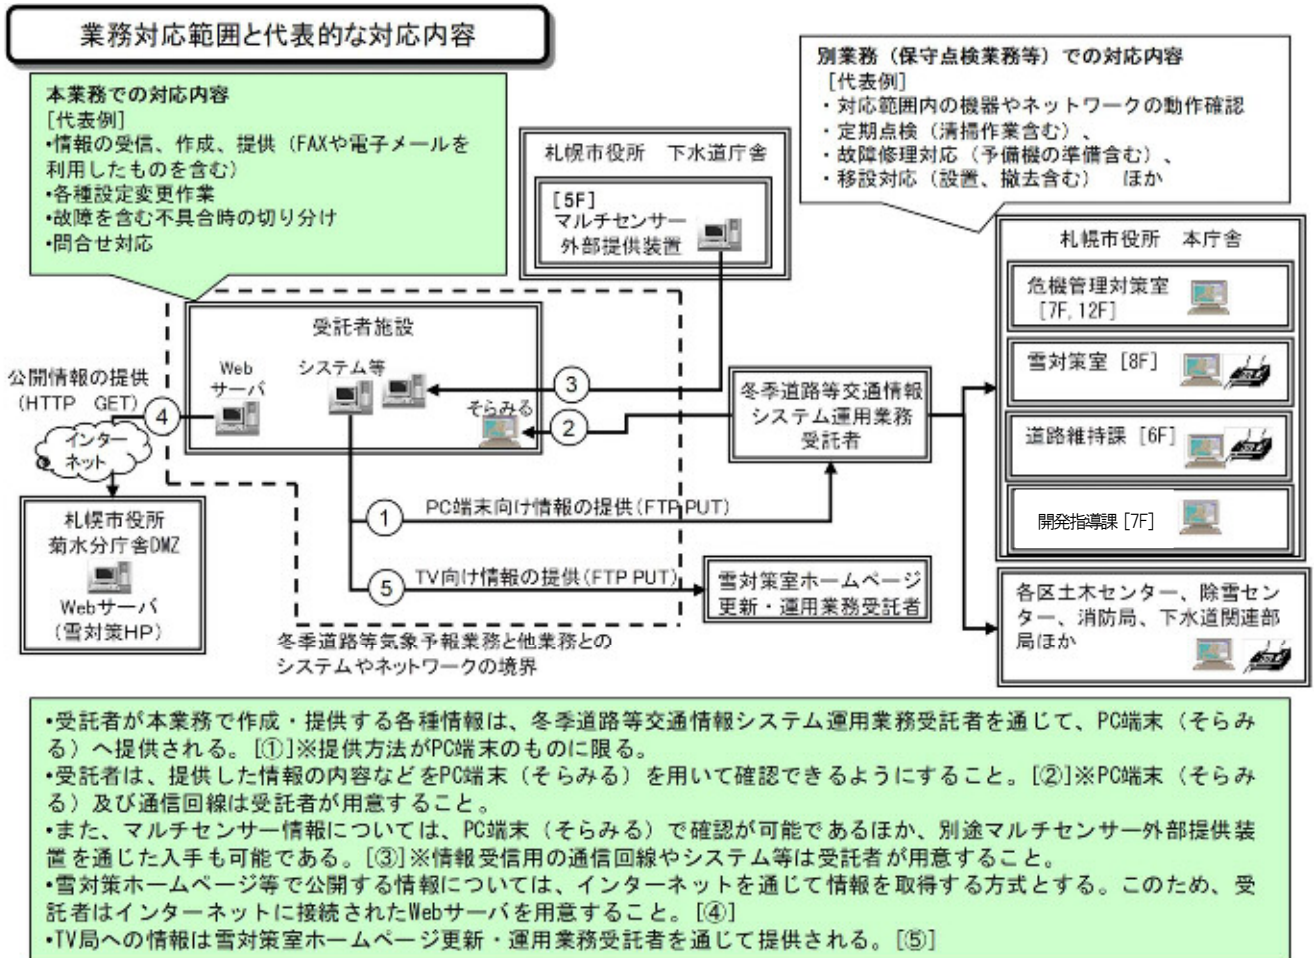 業務対応範囲と代表的な対応内容
本業務での対応内容
[代表例]
•情報の受信、作成、提供（FAXや電子メールを
利用したものを含む）
•各種設定変更作業
•故障を含む不具合時の切り分け
•問合せ対応
別業務（保守点検業務等）での対応内容
[代表例]
・対応範囲内の機器やネットワークの動作確認
・定期点検（清掃作業含む）、
・故障修理対応（予備機の準備含む）、
・移設対応（設置、撤去含む）　ほか
札幌市役所　下水道庁舎
[5F]
マルチセンサー
外部提供装置
札幌市役所　本庁舎
危機管理対策室
[7F, 12F]
雪対策室 [8F]
道路維持課 [6F]
開発指導課 [7F]
各区土木センター、除雪セン
ター、消防局、下水道関連部
局ほか
受託者施設
Web
サーバ
システム等
そらみる
公開情報の提供
（HTTP　GET）
④
③
②
インター
ネット
冬季道路等交通情報
システム運用業務
受託者
札幌市役所
菊水分庁舎DMZ
Webサーバ
（雪対策HP）
① PC端末向け情報の提供（FTP PUT）
⑤ TV向け情報の提供（FTP PUT）
雪対策室ホームページ
更新・運用業務受託者
冬季道路等気象予報業務と他業務との
システムやネットワークの境界
•受託者が本業務で作成・提供する各種情報は、冬季道路等交通情報システム運用業務受託者を通じて、PC端末（そらみ
る）へ提供される。[①]※提供方法がPC端末のものに限る。
•受託者は、提供した情報の内容などをPC端末（そらみる）を用いて確認できるようにすること。[②]※PC端末（そらみ
る）及び通信回線は受託者が用意すること。
•また、マルチセンサー情報については、PC端末（そらみる）で確認が可能であるほか、別途マルチセンサー外部提供装
置を通じた入手も可能である。[③]※情報受信用の通信回線やシステム等は受託者が用意すること。
•雪対策ホームページ等で公開する情報については、インターネットを通じて情報を取得する方式とする。このため、受
託者はインターネットに接続されたWebサーバを用意すること。[④]
•TV局への情報は雪対策室ホームページ更新・運用業務受託者を通じて提供される。[⑤]